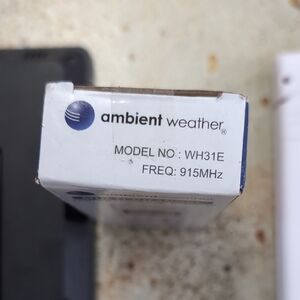 ambient weather®
MODEL NO : WH31E
FREQ: 915MHz